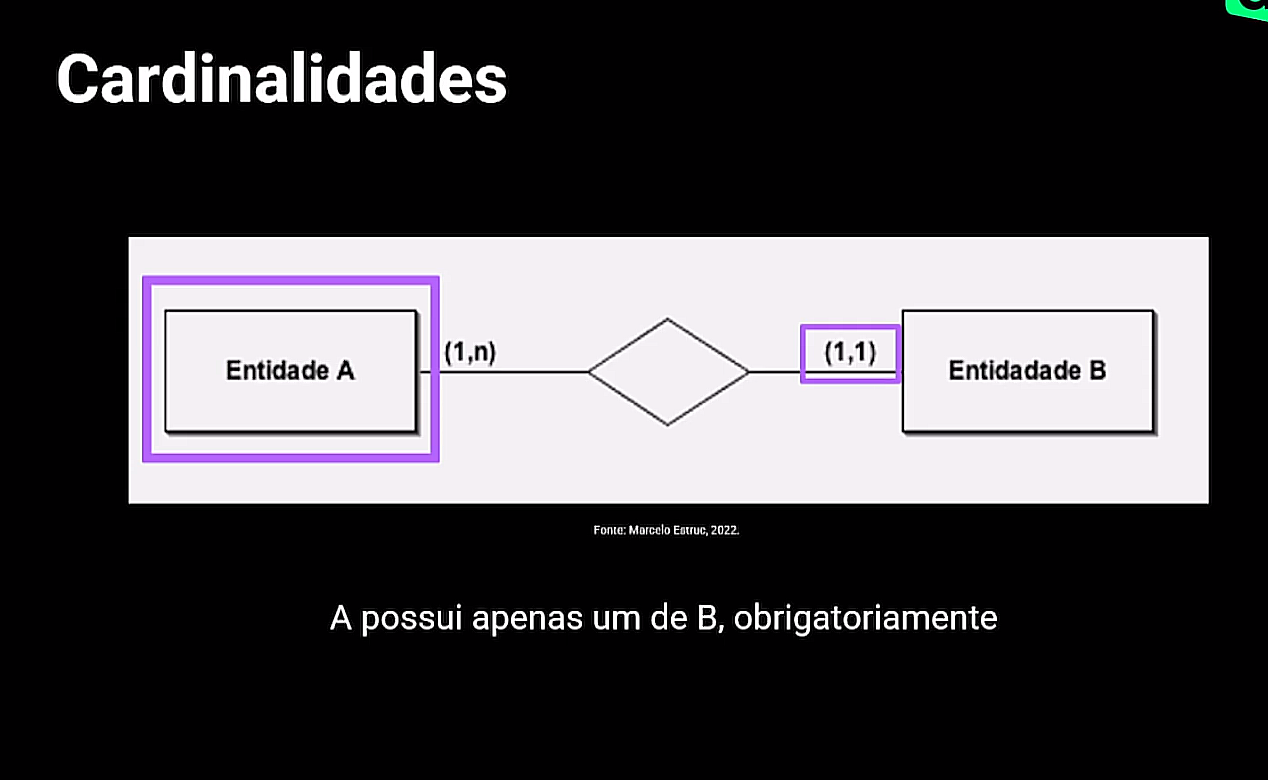 Cardinalidades
Entidade A
(1,n)
(1,1)
Entidadade B
Fonte: Marcelo Estruc, 2022.
A possui apenas um de B, obrigatoriamente